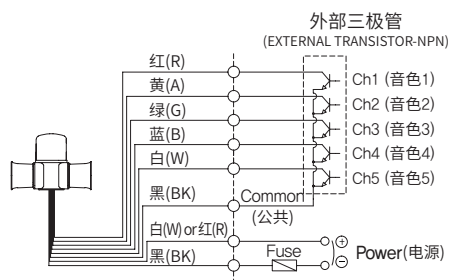 外部三极管
(EXTERNAL TRANSISTOR-NPN)
红(R)
黄(A)
绿(G)
蓝(B)
白(W)
黑(BK)
白(W) or 红(R)
黑(BK)
Ch1 (音色1)
Ch2 (音色2)
Ch3 (音色3)
Ch4 (音色4)
Ch5 (音色5)
Common
(公共)
Fuse
⊕
⊖
Power(电源)